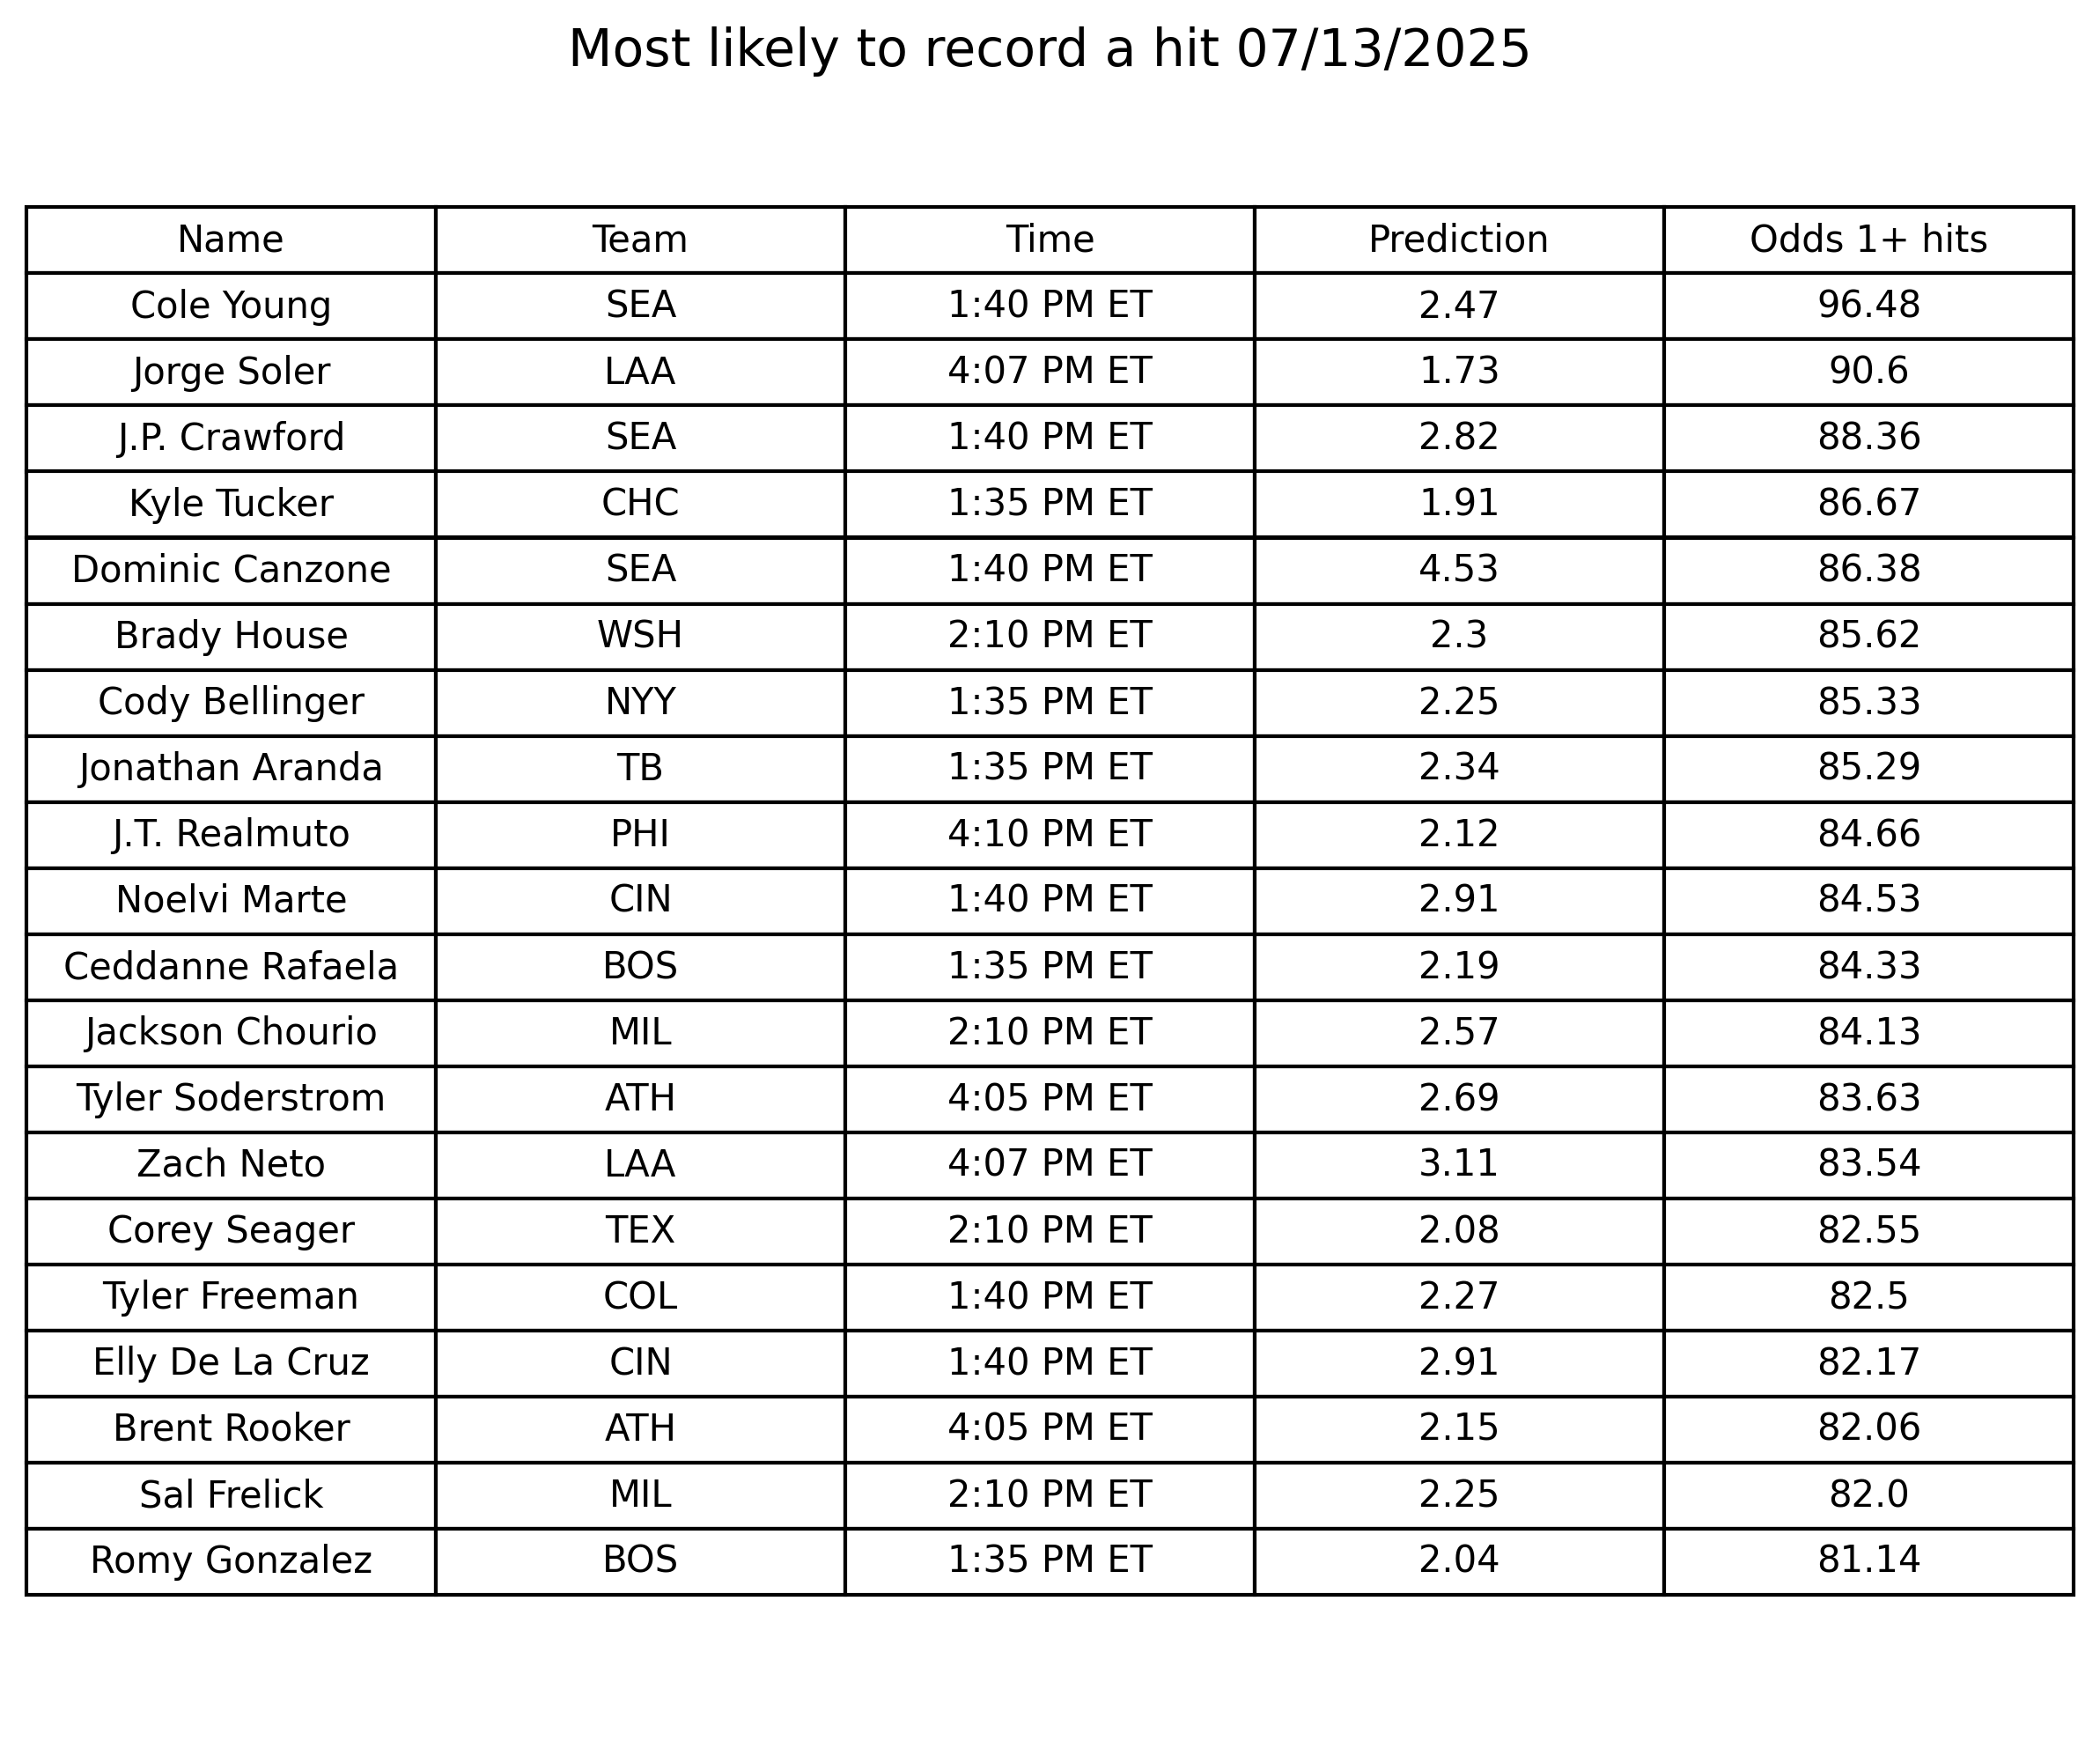 Most likely to record a hit 07/13/2025
Name Team Time Prediction Odds 1+ hits
Cole Young SEA 1:40 PM ET 2.47 96.48
Jorge Soler LAA 4:07 PM ET 1.73 90.6
J.P. Crawford SEA 1:40 PM ET 2.82 88.36
Kyle Tucker CHC 1:35 PM ET 1.91 86.67
Dominic Canzone SEA 1:40 PM ET 4.53 86.38
Brady House WSH 2:10 PM ET 2.3 85.62
Cody Bellinger NYY 1:35 PM ET 2.25 85.33
Jonathan Aranda TB 1:35 PM ET 2.34 85.29
J.T. Realmuto PHI 4:10 PM ET 2.12 84.66
Noelvi Marte CIN 1:40 PM ET 2.91 84.53
Ceddanne Rafaela BOS 1:35 PM ET 2.19 84.33
Jackson Chourio MIL 2:10 PM ET 2.57 84.13
Tyler Soderstrom ATH 4:05 PM ET 2.69 83.63
Zach Neto LAA 4:07 PM ET 3.11 83.54
Corey Seager TEX 2:10 PM ET 2.08 82.55
Tyler Freeman COL 1:40 PM ET 2.27 82.5
Elly De La Cruz CIN 1:40 PM ET 2.91 82.17
Brent Rooker ATH 4:05 PM ET 2.15 82.06
Sal Frelick MIL 2:10 PM ET 2.25 82.0
Romy Gonzalez BOS 1:35 PM ET 2.04 81.14